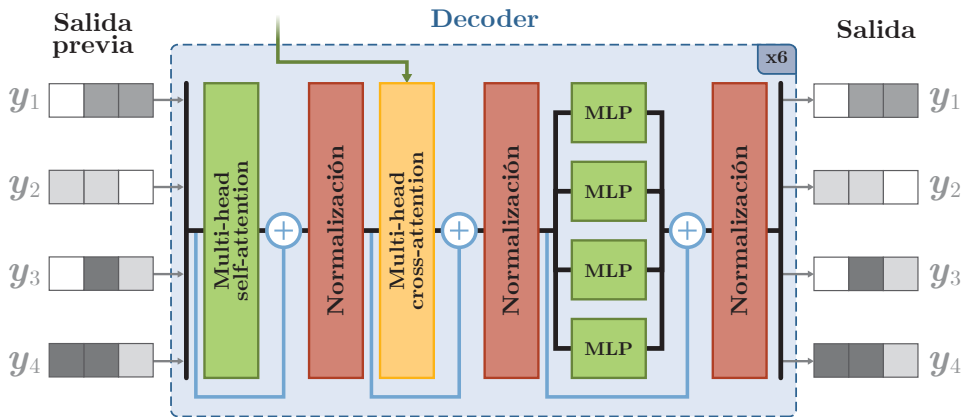 Decoder
Salida
previa
Salida
x6
y1
y2
y3
y4
Multi-head
self-attention
Normalización
Multi-head
cross-attention
Normalización
MLP
MLP
MLP
MLP
Normalización
y1
y2
y3
y4